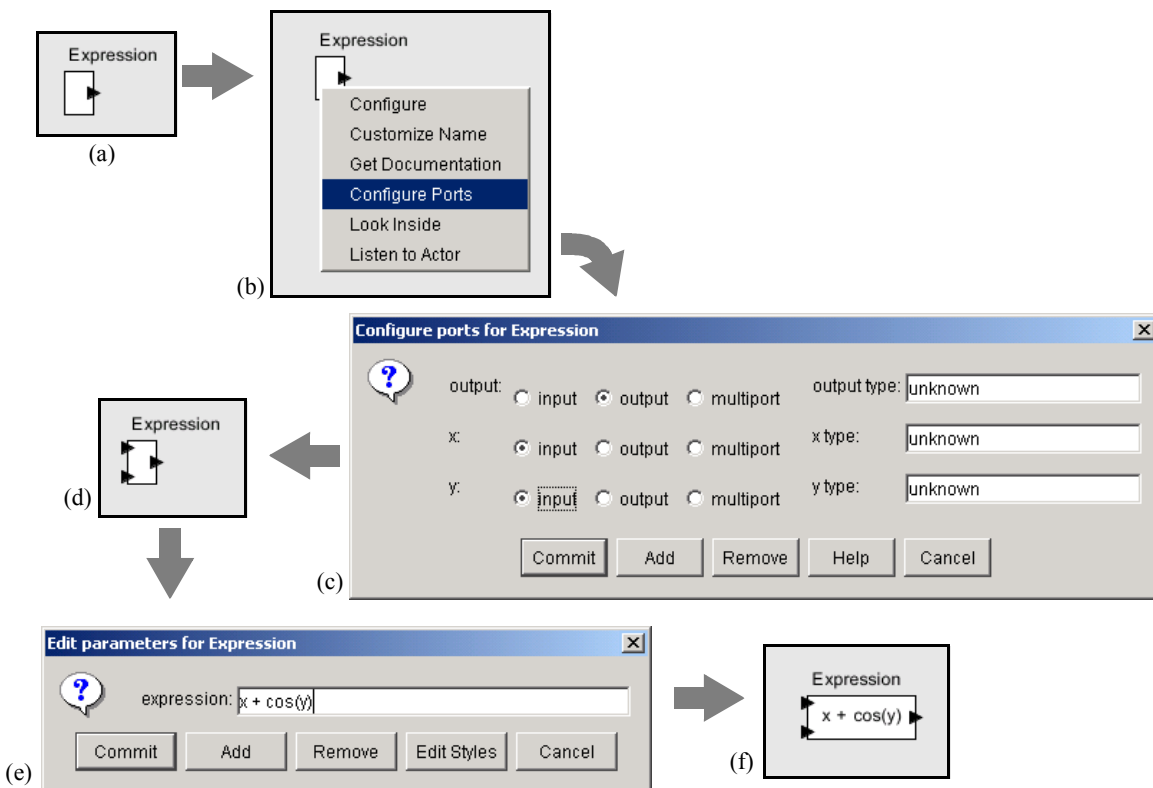 Expression
(a)
Expression
Configure
Customize Name
Get Documentation
Configure Ports
Look Inside
Listen to Actor
(b)
Configure ports for Expression
?
output: input output multiport output type: unknown
x: input output multiport x type: unknown
y: input output multiport y type: unknown
Commit Add Remove Help Cancel
(c)
Expression
(d)
Edit parameters for Expression
?
expression: x + cos(y)
Commit Add Remove Edit Styles Cancel
(e)
Expression
x + cos(y)
(f)